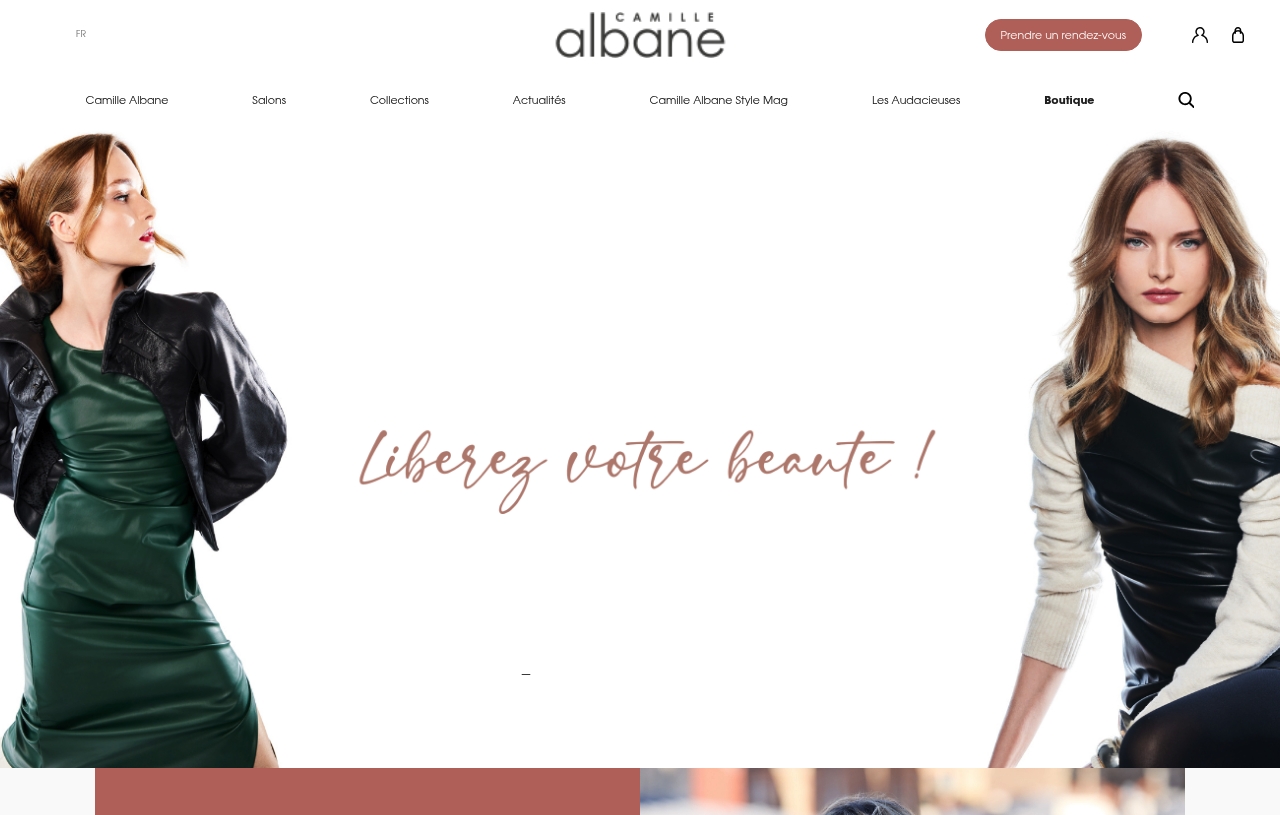 FR
CAMILLE
albane
Prendre un rendez-vous
Camille Albane
Salons
Collections
Actualités
Camille Albane Style Mag
Les Audacieuses
Boutique
Liberez votre beaute !